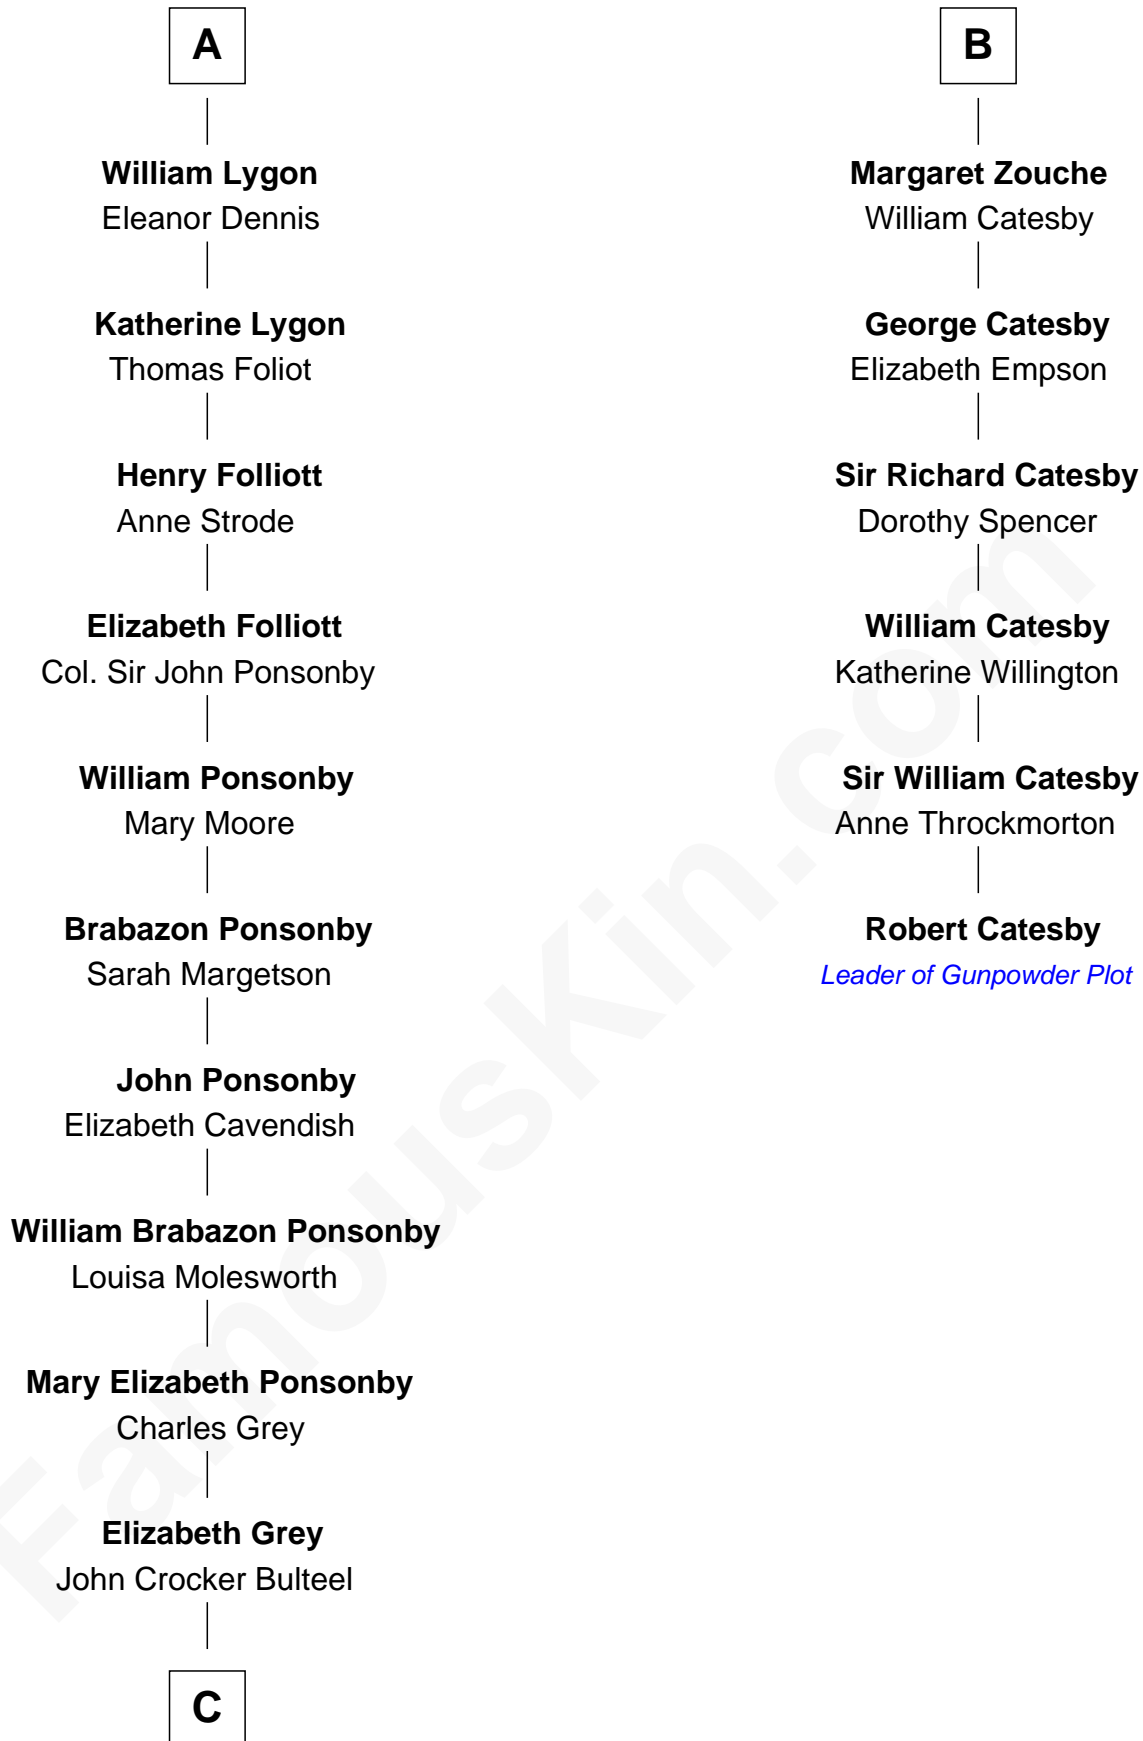 A
William Lygon
Eleanor Dennis
Katherine Lygon
Thomas Foliot
Henry Folliott
Anne Strode
Elizabeth Folliott
Col. Sir John Ponsonby
William Ponsonby
Mary Moore
Brabazon Ponsonby
Sarah Margetson
John Ponsonby
Elizabeth Cavendish
William Brabazon Ponsonby
Louisa Molesworth
Mary Elizabeth Ponsonby
Charles Grey
Elizabeth Grey
John Crocker Bulteel
C
B
Margaret Zouche
William Catesby
George Catesby
Elizabeth Empson
Sir Richard Catesby
Dorothy Spencer
William Catesby
Katherine Willington
Sir William Catesby
Anne Throckmorton
Robert Catesby
Leader of Gunpowder Plot
FamousKin.com